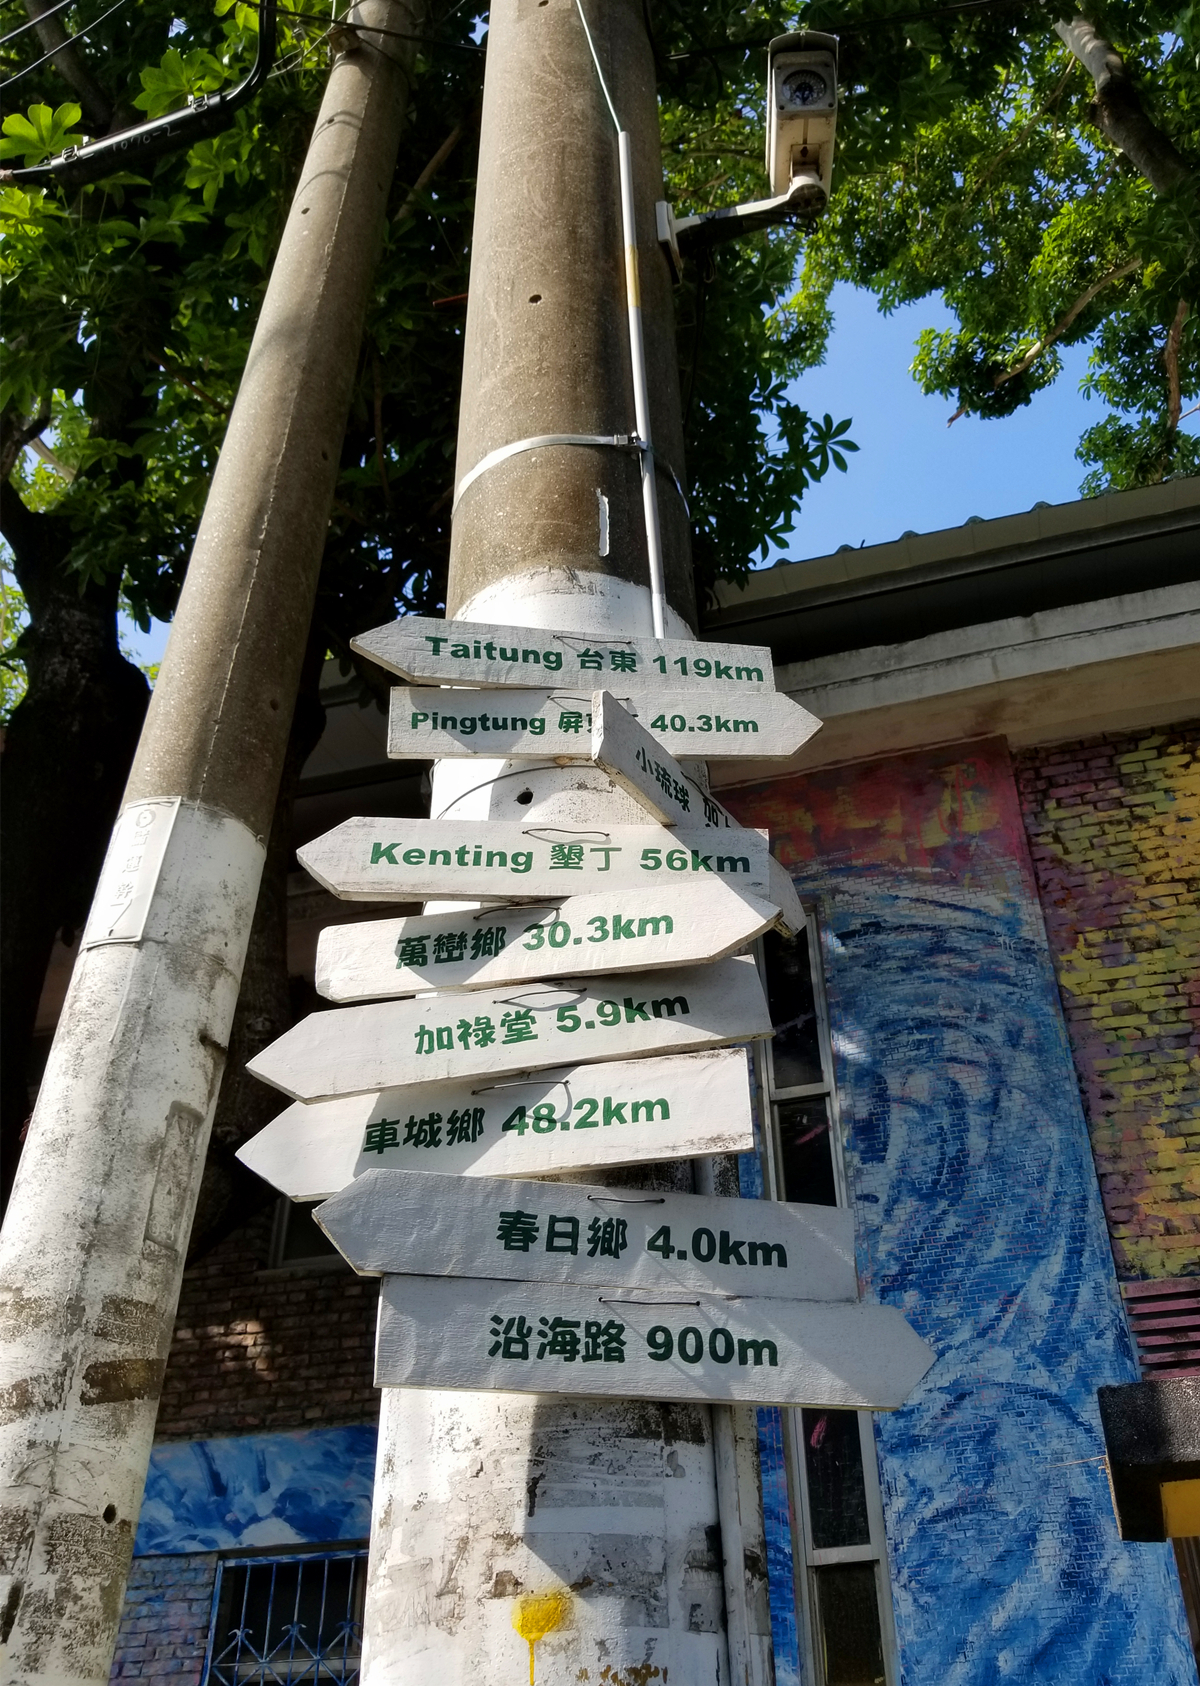 Taitung 台東 119km
Pingtung 屏 40.3km
小琉球
Kenting 墾丁 56km
萬巒鄉 30.3km
加祿堂 5.9km
車城鄉 48.2km
春日鄉 4.0km
沿海路 900m